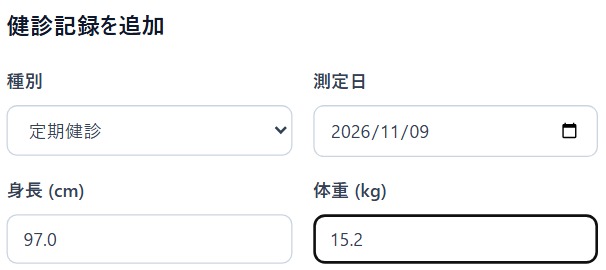 健診記録を追加
種別 測定日
定期健診 2026/11/09
身長 (cm) 体重 (kg)
97.0 15.2